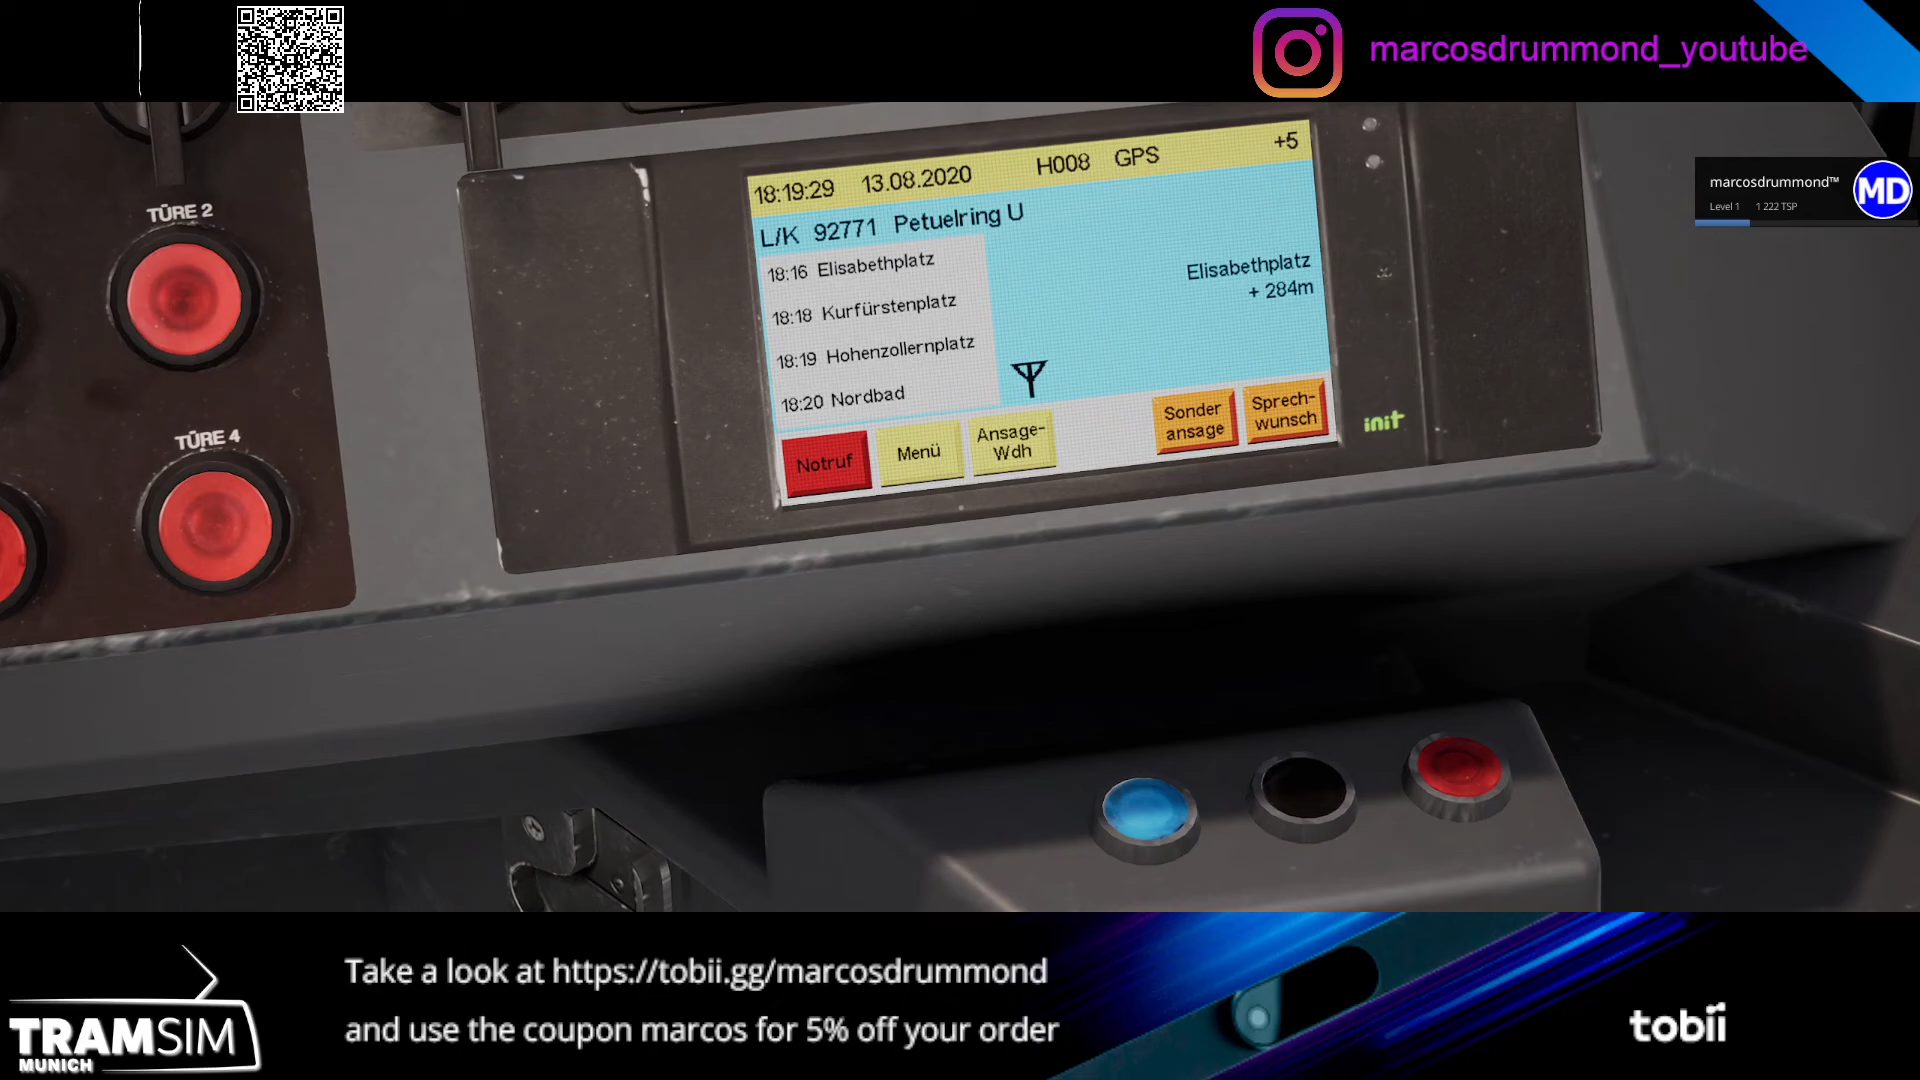 marcosdrummond_youtube
marcosdrummond™
Level 1 1 222 TSP
MD
TÜRE 2
TÜRE 4
18:19:29 13.08.2020 H008 GPS +5
L/K 92771 Petuelring U
18:16 Elisabethplatz
18:18 Kurfürstenplatz
18:19 Hohenzollernplatz
18:20 Nordbad
Elisabethplatz
+ 284m
Notruf
Menü
Ansage-
Wdh
Sonder
ansage
Sprech-
wunsch
init
TRAMSIM
MUNICH
Take a look at https://tobii.gg/marcosdrummond
and use the coupon marcos for 5% off your order
tobii